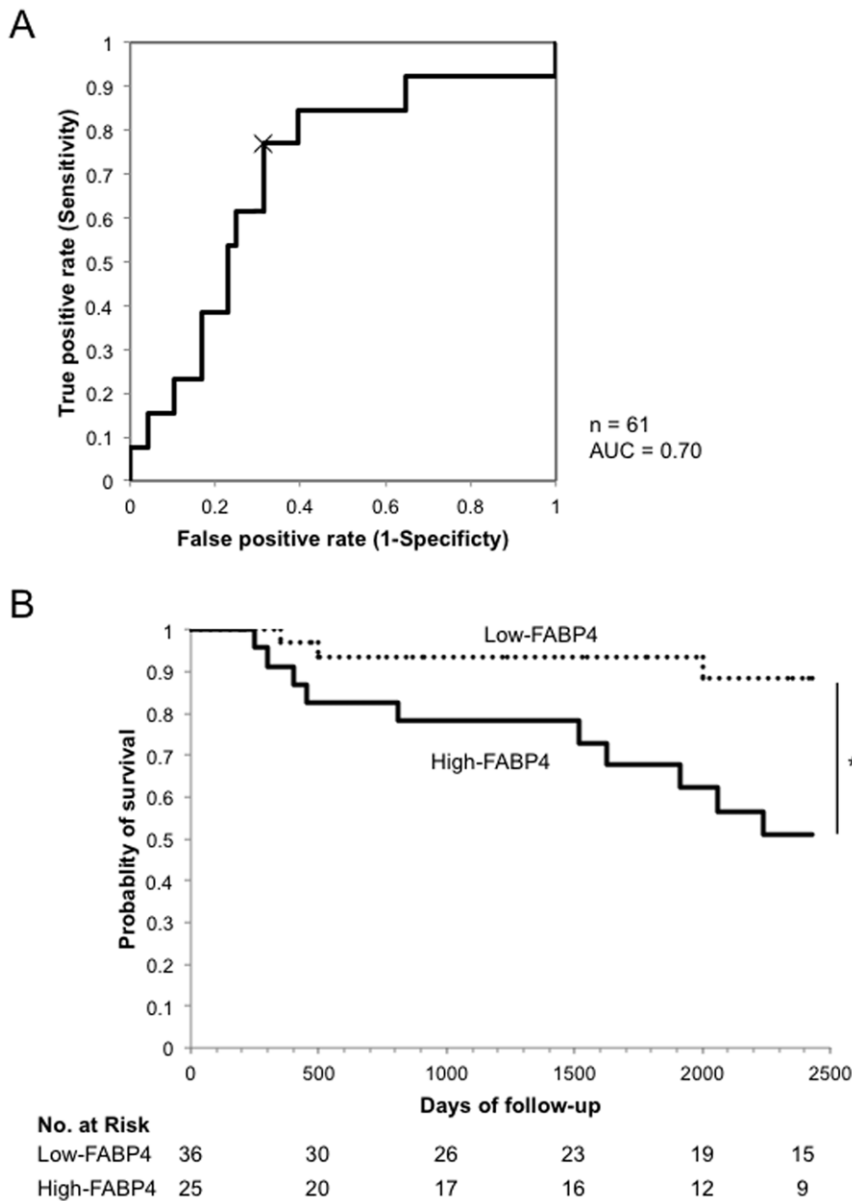 A
1
0.9
0.8
0.7
0.6
0.5
0.4
0.3
0.2
0.1
0
True positive rate (Sensitivity)
0 0.2 0.4 0.6 0.8 1
False positive rate (1-Specificty)
n = 61
AUC = 0.70
B
1
0.9
0.8
0.7
0.6
0.5
0.4
0.3
0.2
0.1
0
Probablity of survival
Low-FABP4
High-FABP4
*
0 500 1000 1500 2000 2500
Days of follow-up
No. at Risk
Low-FABP4 36 30 26 23 19 15
High-FABP4 25 20 17 16 12 9